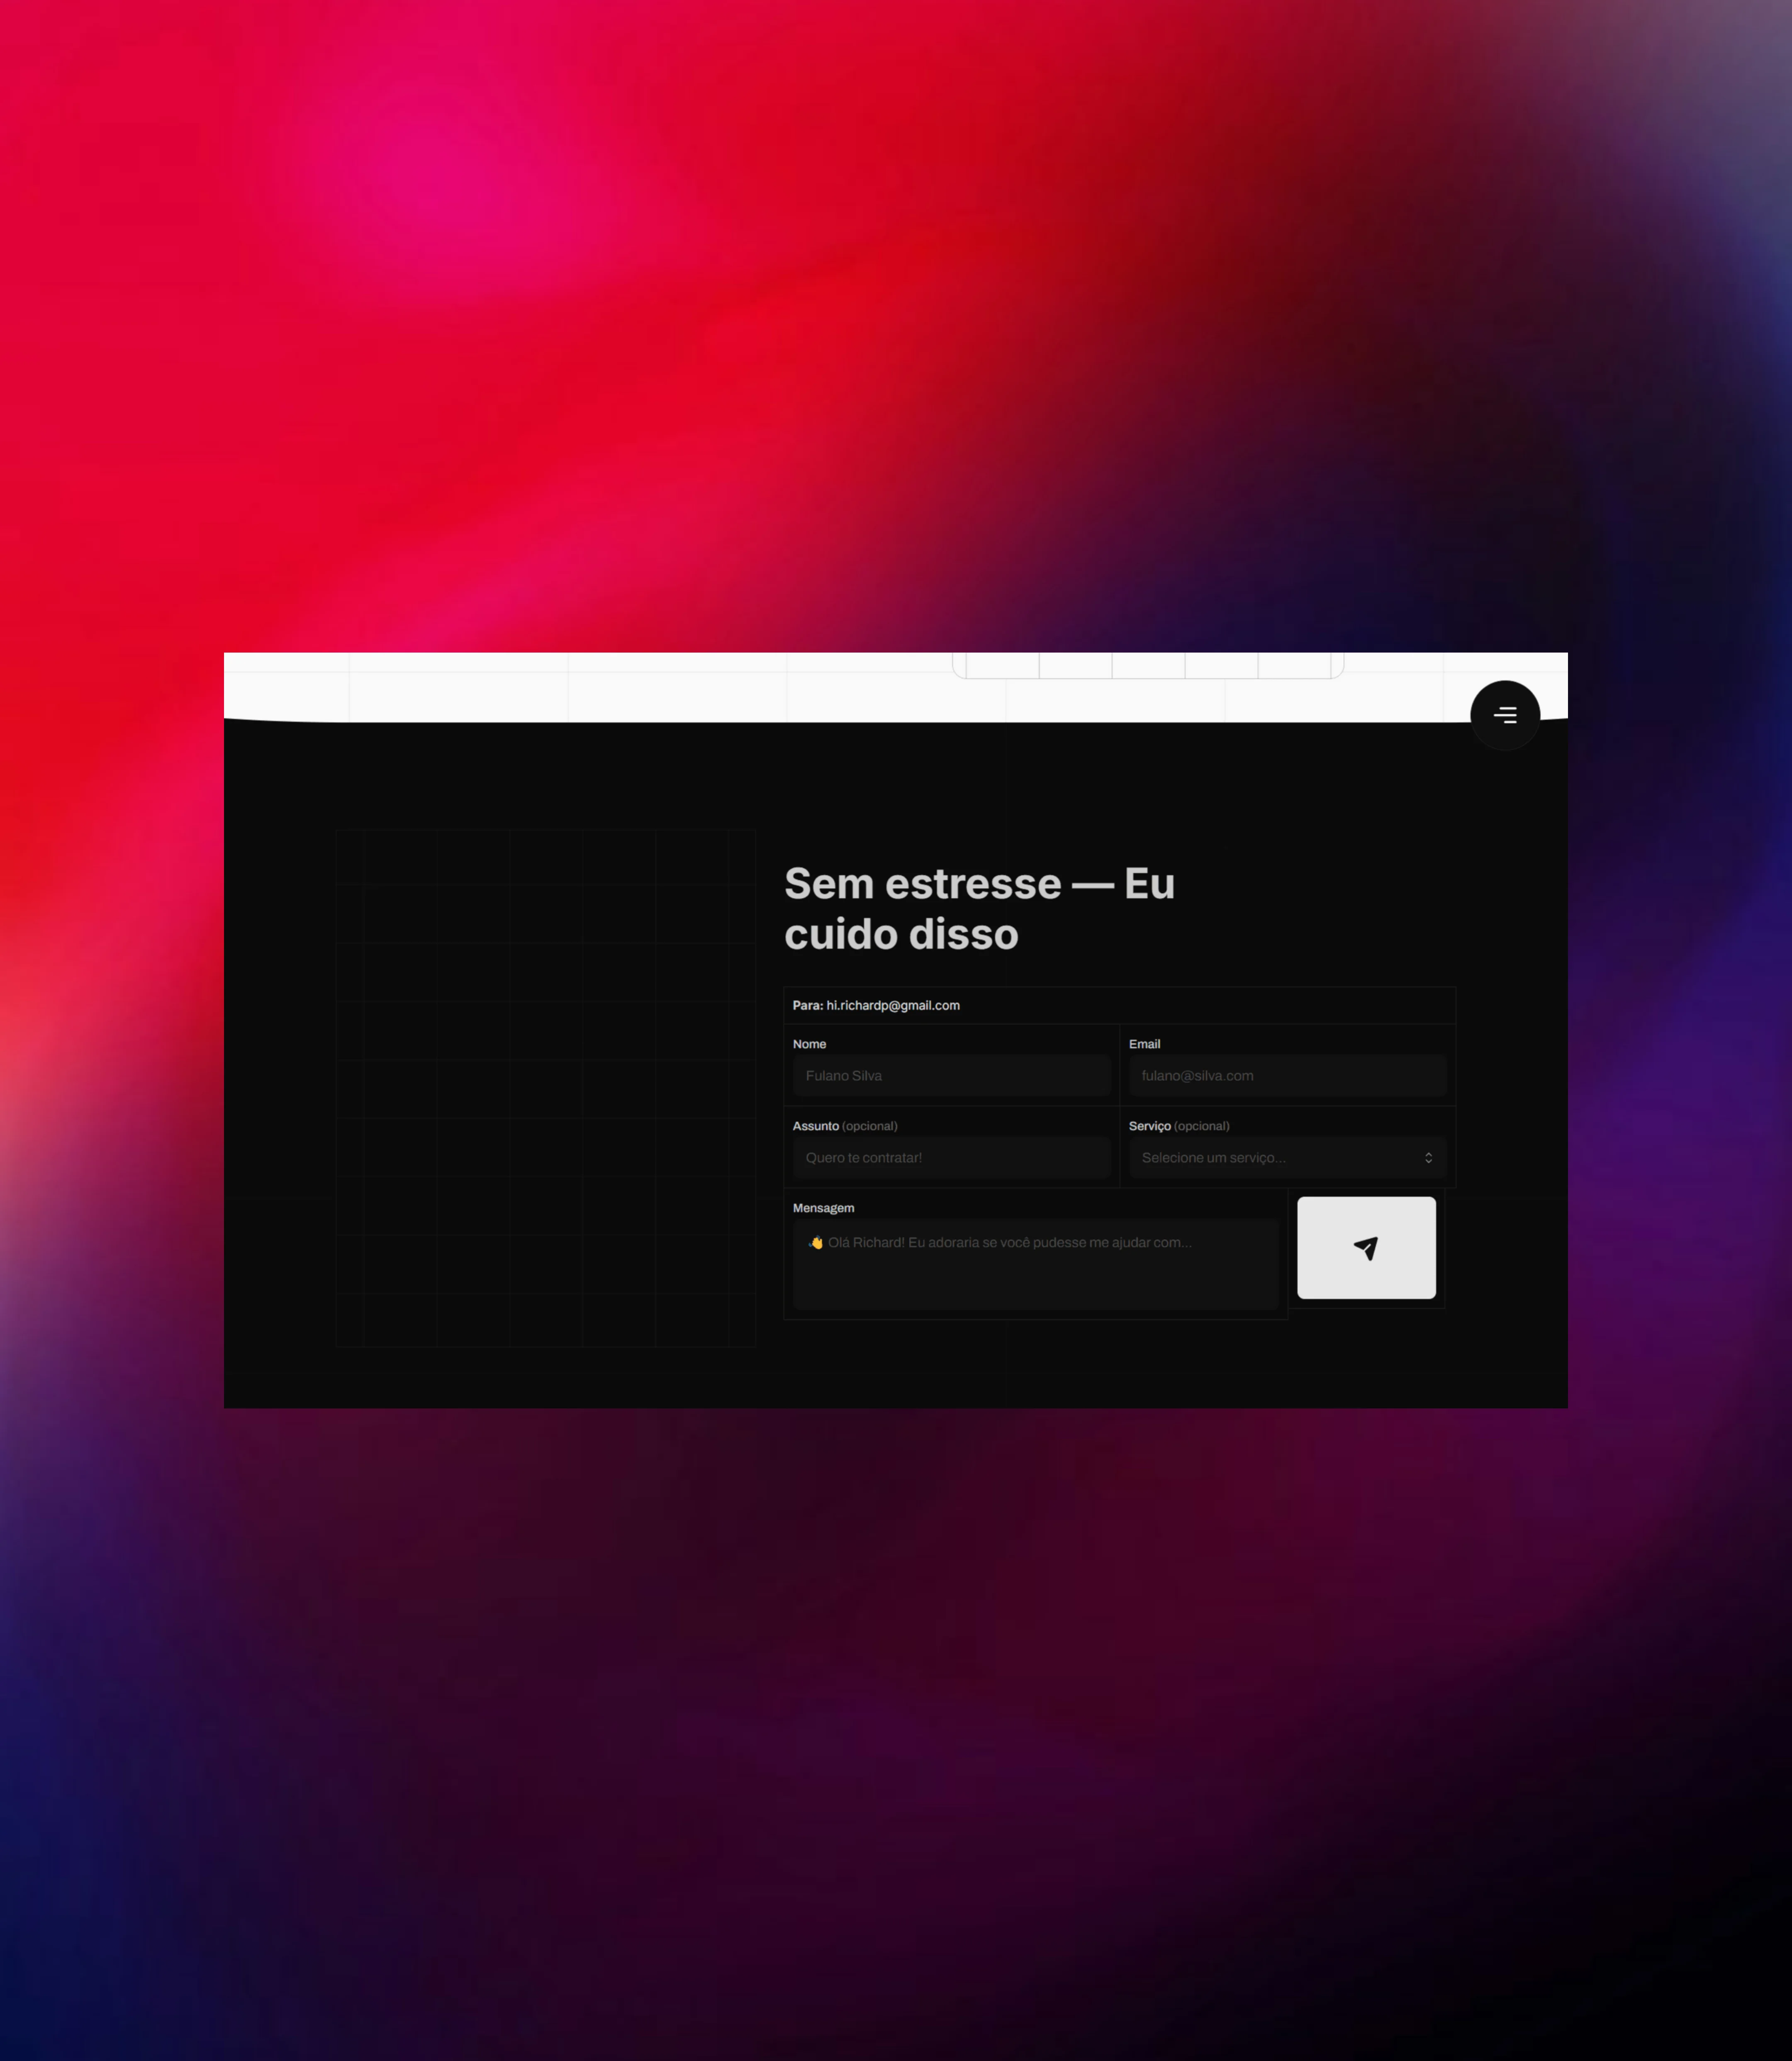 Sem estresse — Eu
cuido disso
Para: hi.richardp@gmail.com
Nome
Email
Fulano Silva
fulano@silva.com
Assunto (opcional)
Serviço (opcional)
Quero te contratar!
Selecione um serviço...
Mensagem
👋 Olá Richard! Eu adoraria se você pudesse me ajudar com...